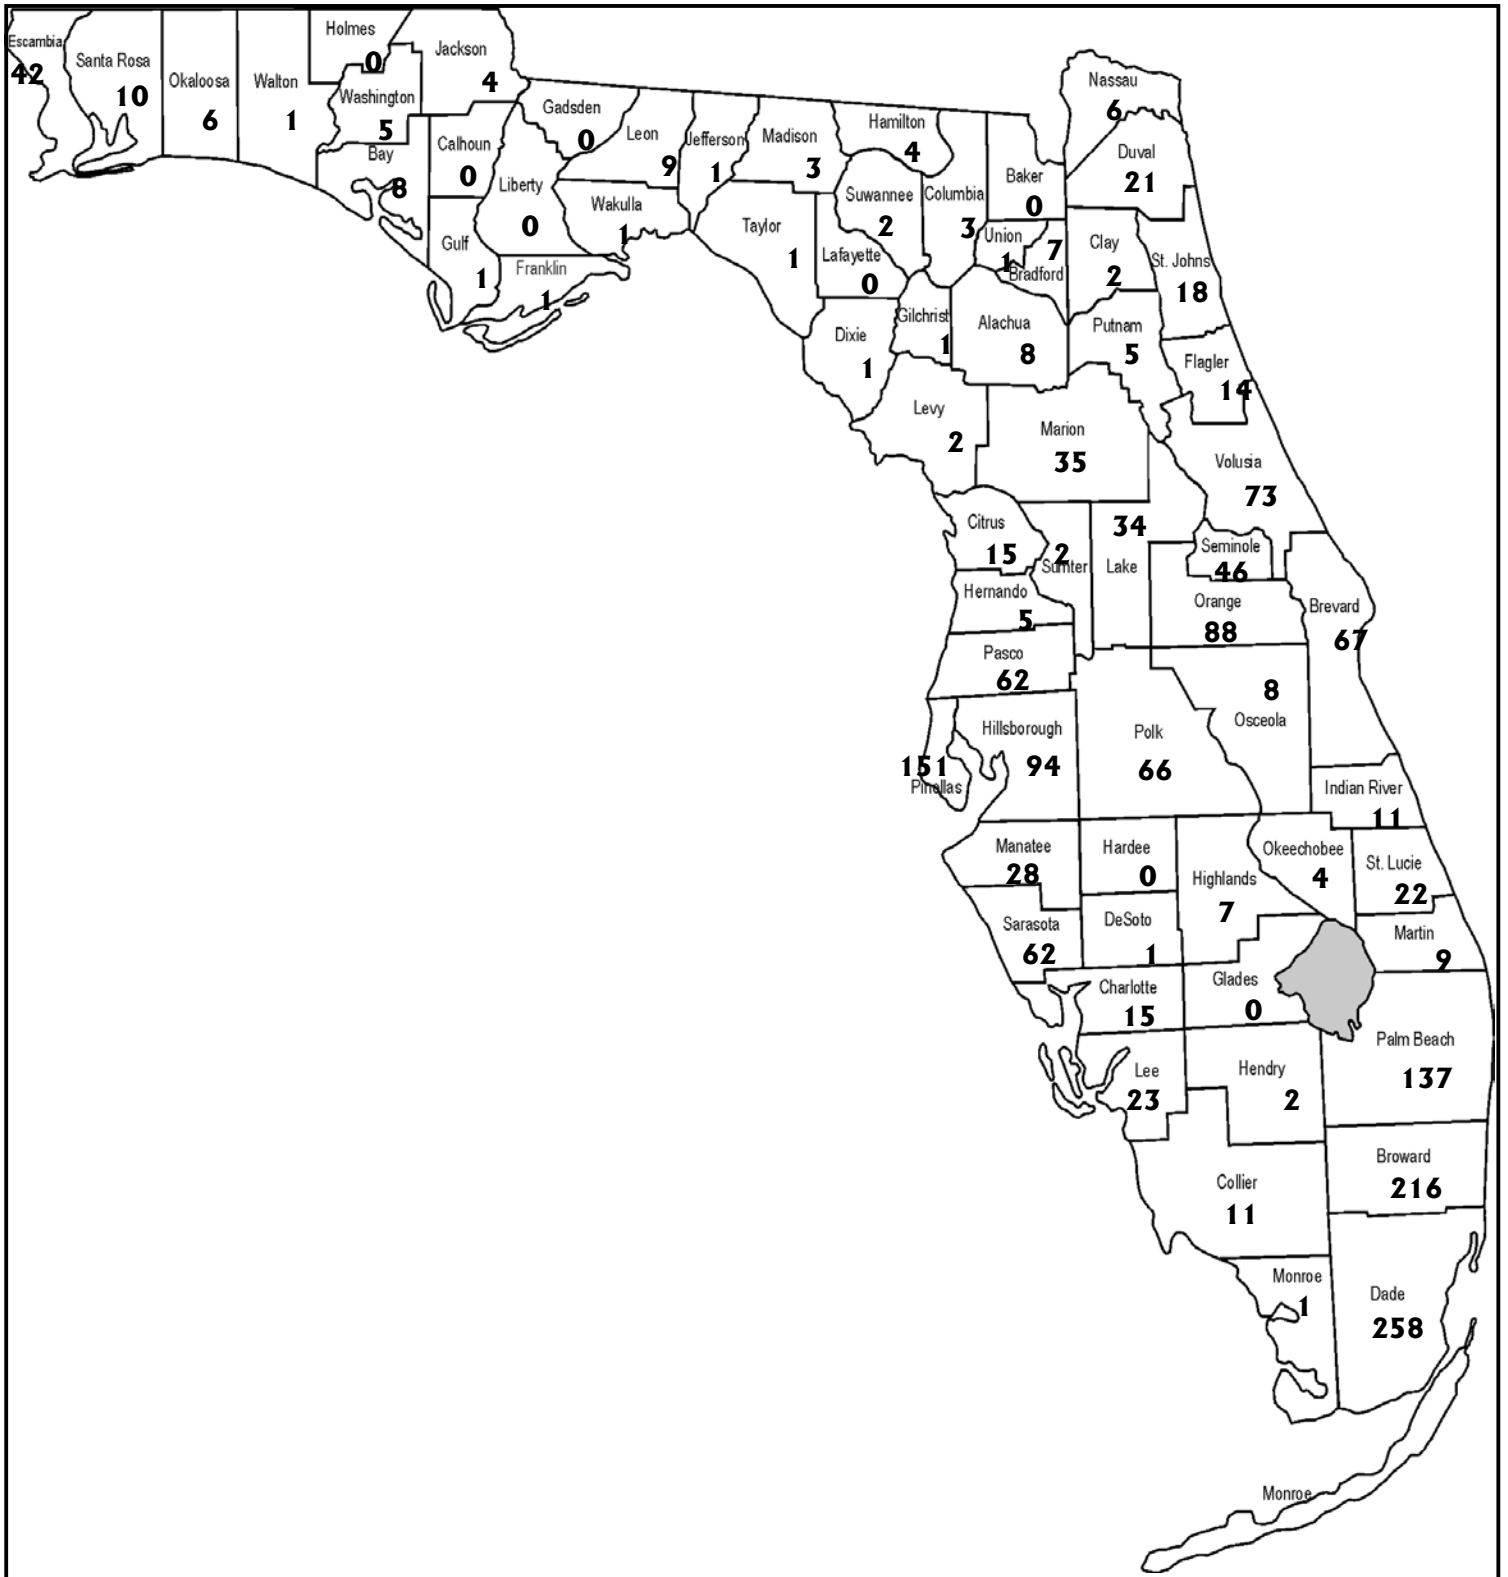 Escambia
42
Santa Rosa
10
Okaloosa
6
Walton
1
Holmes
0
Washington
5
Jackson
4
Bay
8
Calhoun
0
Gulf
1
Gadsden
0
Liberty
0
Franklin
1
Leon
9
Wakulla
1
Jefferson
1
Madison
3
Taylor
1
Hamilton
4
Suwannee
2
Lafayette
0
Columbia
3
Baker
0
Union
1
7
Bradford
Nassau
6
Duval
21
Clay
2
St. Johns
18
Dixie
1
Gilchrist
1
Alachua
8
Putnam
5
Flagler
14
Levy
2
Marion
35
Volusia
73
Citrus
15
2
Sumter
34
Lake
Seminole
46
Hernando
5
Orange
88
Brevard
67
Pasco
62
8
Osceola
Hillsborough
94
151
Pinellas
Polk
66
Indian River
11
Manatee
28
Hardee
0
Highlands
7
Okeechobee
4
St. Lucie
22
Sarasota
62
DeSoto
1
Martin
9
Charlotte
15
Glades
0
Palm Beach
137
Lee
23
Hendry
2
Broward
216
Collier
11
Monroe
1
Dade
258
Monroe